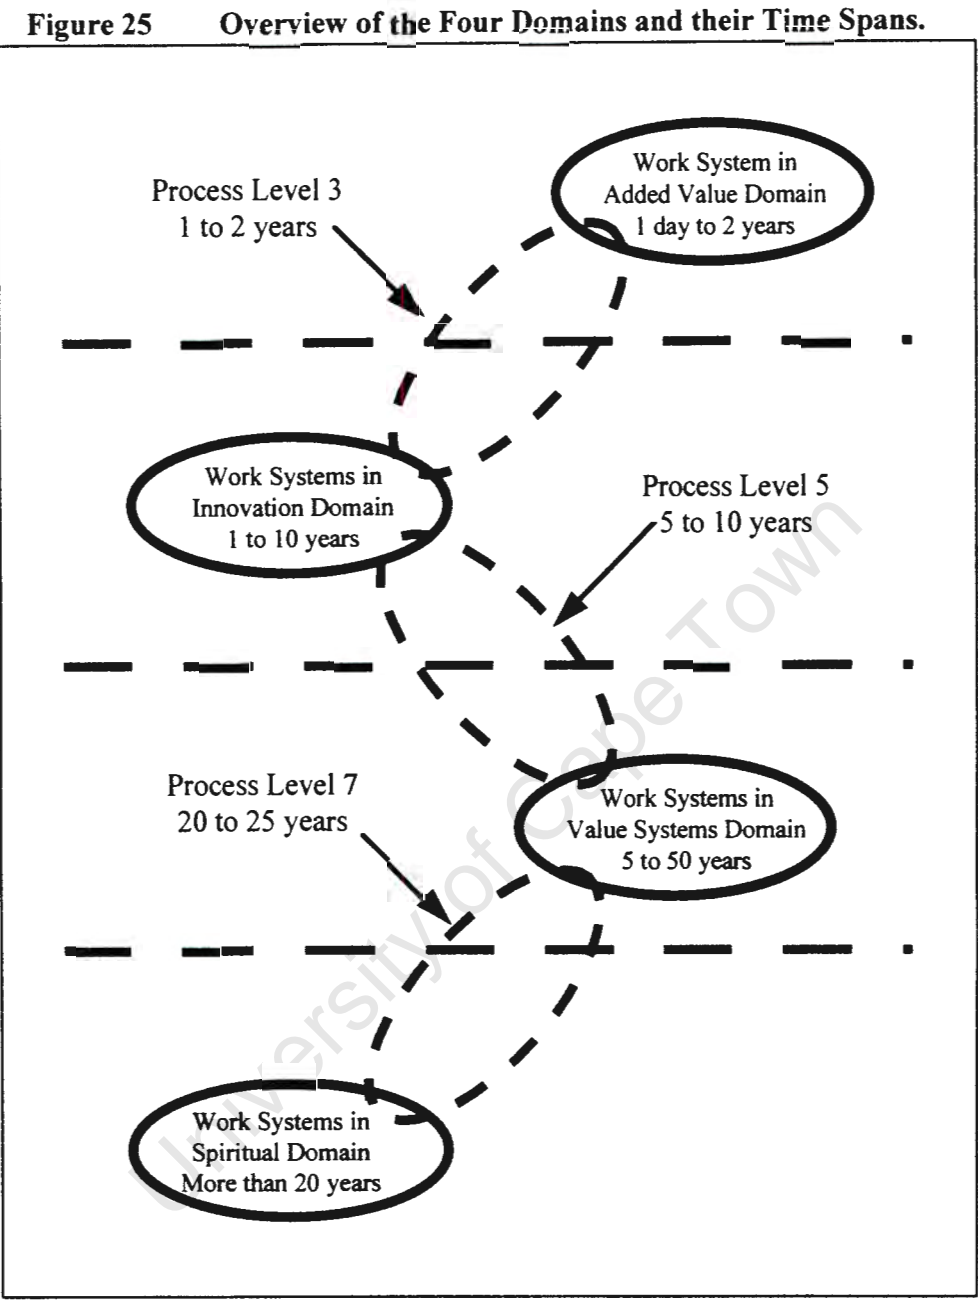 Figure 25 Overview of the Four Domains and their Time Spans.
Work System in
Added Value Domain
1 day to 2 years
Process Level 3
1 to 2 years
Work Systems in
Innovation Domain
1 to 10 years
Process Level 5
5 to 10 years
Process Level 7
20 to 25 years
Work Systems in
Value Systems Domain
5 to 50 years
Work Systems in
Spiritual Domain
More than 20 years
University of Cape Town